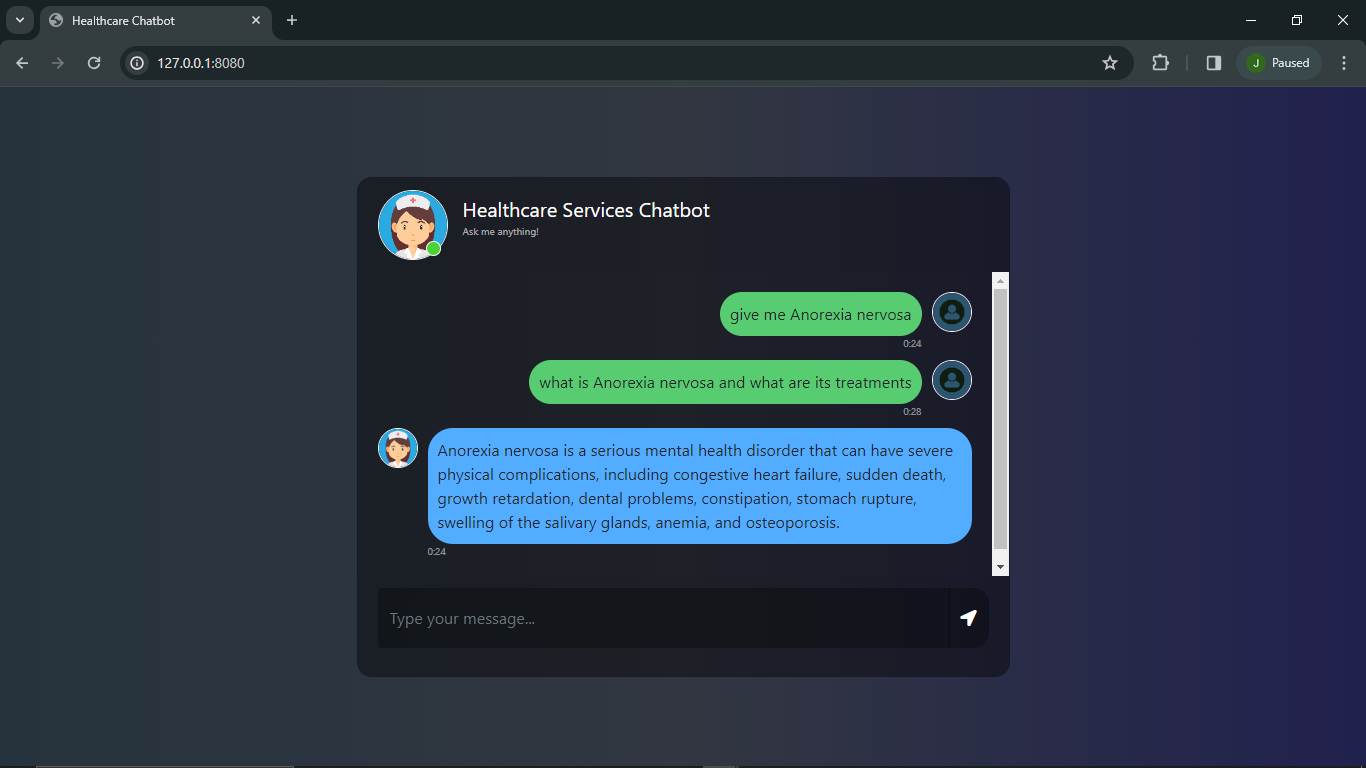 Healthcare Chatbot
127.0.0.1:8080
J
Paused
Healthcare Services Chatbot
Ask me anything!
give me Anorexia nervosa
0:24
what is Anorexia nervosa and what are its treatments
0:28
Anorexia nervosa is a serious mental health disorder that can have severe
physical complications, including congestive heart failure, sudden death,
growth retardation, dental problems, constipation, stomach rupture,
swelling of the salivary glands, anemia, and osteoporosis.
0:24
Type your message...